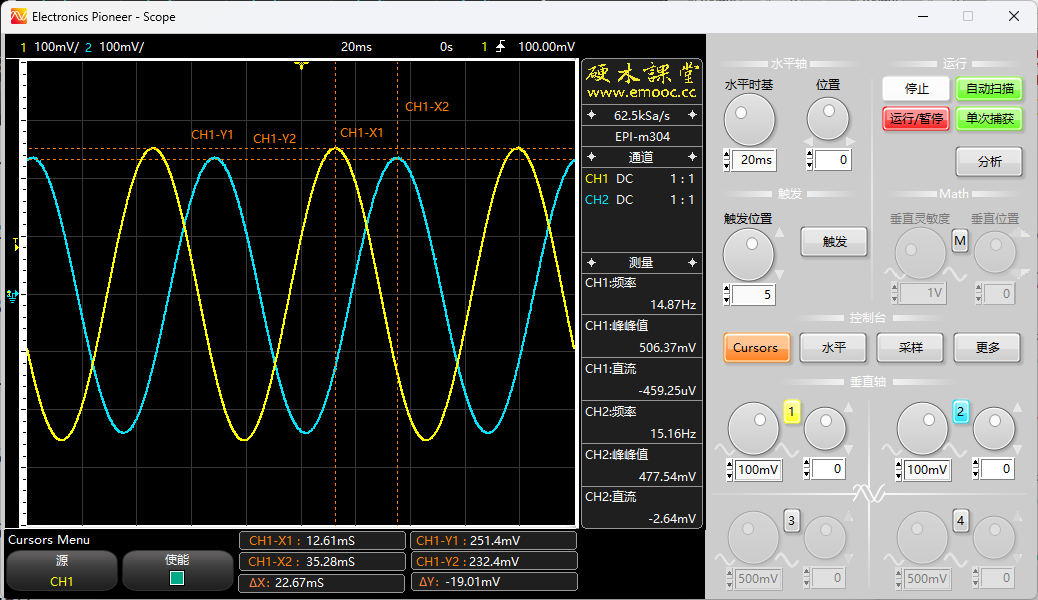 Electronics Pioneer - Scope
1 100mV/ 2 100mV/ 20ms 0s 1 100.00mV
CH1-X2
CH1-Y1 CH1-Y2 CH1-X1
T
硬木課堂
www.emooc.cc
62.5kSa/s
EPI-m304
通道
CH1 DC 1 : 1
CH2 DC 1 : 1
测量
CH1:频率
14.87Hz
CH1:峰峰值
506.37mV
CH1:直流
-459.25uV
CH2:频率
15.16Hz
CH2:峰峰值
477.54mV
CH2:直流
-2.64mV
Cursors Menu
源
CH1
使能
CH1-X1 : 12.61mS
CH1-X2 : 35.28mS
ΔX: 22.67mS
CH1-Y1 : 251.4mV
CH1-Y2 : 232.4mV
ΔY: -19.01mV
水平轴
水平时基 位置
20ms 0
运行
停止 自动扫描
运行/暂停 单次捕获
分析
触发
触发位置
触发
5
Math
垂直灵敏度 垂直位置
M
1V 0
控制台
Cursors 水平 采样 更多
垂直轴
1 2
100mV 0 100mV 0
3 4
500mV 0 500mV 0